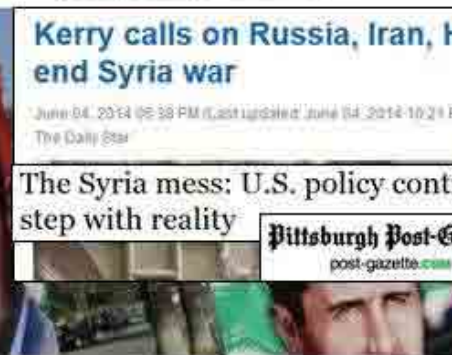 Kerry calls on Russia, Iran, H
end Syria war
June 04, 2014 06:38 PM (Last updated: June 04, 2014 10:21
The Daily Star
The Syria mess: U.S. policy cont
step with reality
Pittsburgh Post-G
post-gazette.com